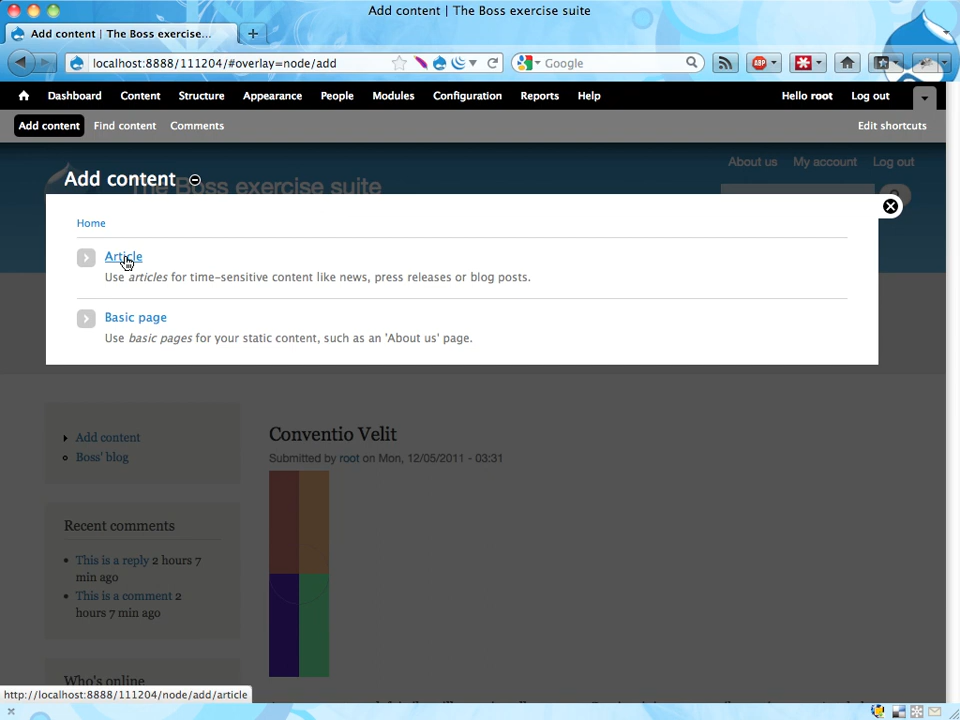 Add content | The Boss exercise suite
Add content | The Boss exercise...
localhost:8888/111204/#overlay=node/add
Google
ABP
Dashboard Content Structure Appearance People Modules Configuration Reports Help Hello root Log out
Add content Find content Comments Edit shortcuts
About us My account Log out
The Boss exercise suite
Add content
Home
Article
Use articles for time-sensitive content like news, press releases or blog posts.
Basic page
Use basic pages for your static content, such as an 'About us' page.
Add content
Boss' blog
Conventio Velit
Submitted by root on Mon, 12/05/2011 - 03:31
Recent comments
This is a reply 2 hours 7
min ago
This is a comment 2
hours 7 min ago
Who's online
http://localhost:8888/111204/node/add/article